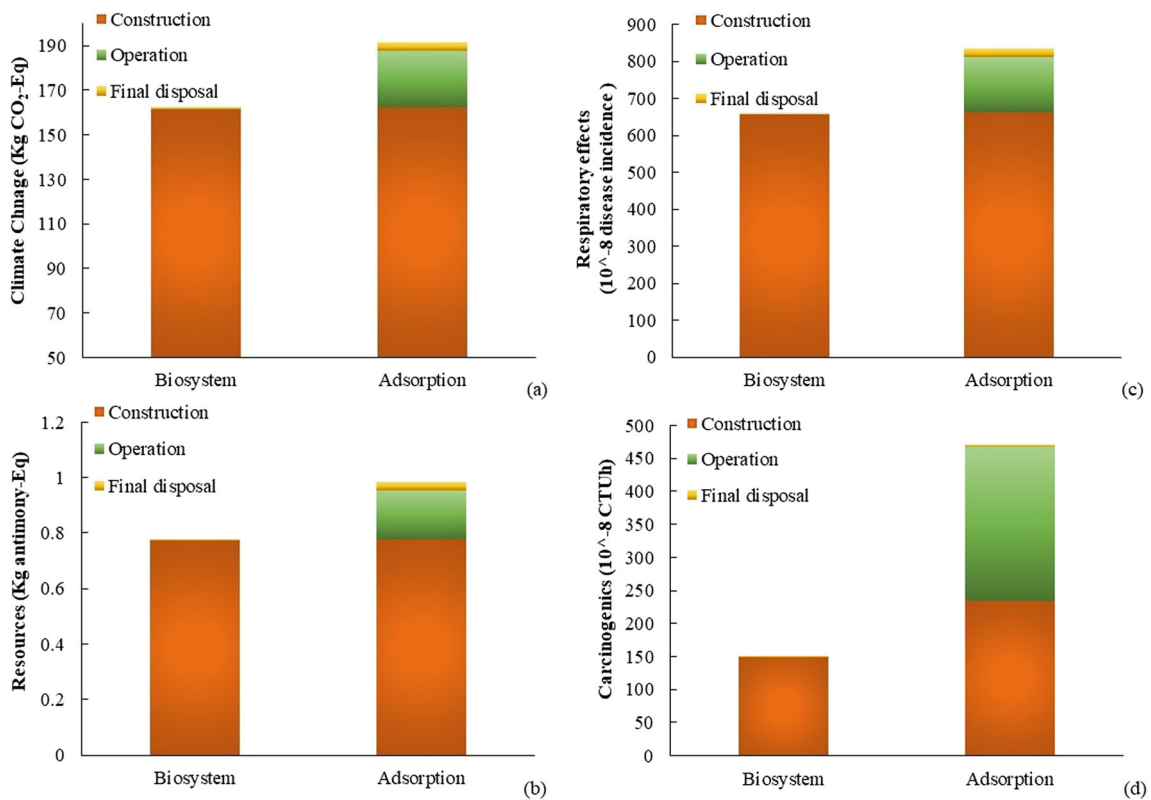 Climate Chnage (Kg CO₂-Eq)
190
170
150
130
110
90
70
50
Construction
Operation
Final disposal
Biosystem
Adsorption
(a)
Respiratory effects
(10^-8 disease incidence )
900
800
700
600
500
400
300
200
100
0
Construction
Operation
Final disposal
Biosystem
Adsorption
(c)
Resources (Kg antimony-Eq)
1.2
1
0.8
0.6
0.4
0.2
0
Construction
Operation
Final disposal
Biosystem
Adsorption
(b)
Carcinogenics (10^-8 CTUh)
500
450
400
350
300
250
200
150
100
50
0
Construction
Operation
Final disposal
Biosystem
Adsorption
(d)